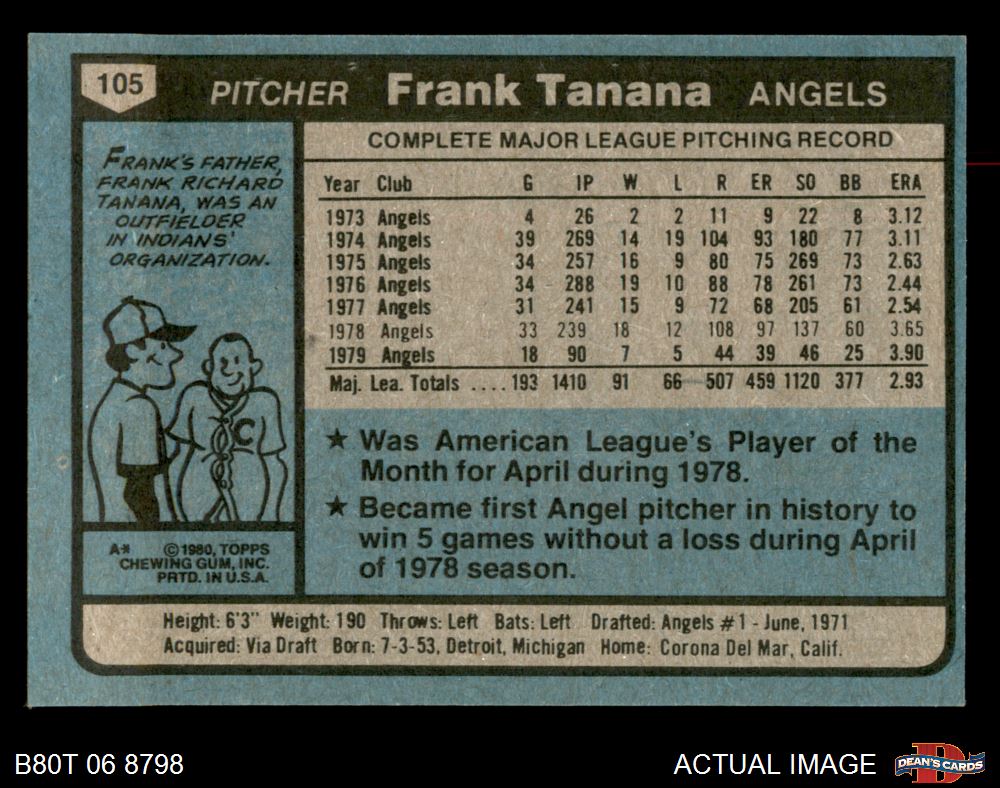 105
PITCHER Frank Tanana ANGELS
FRANK'S FATHER,
FRANK RICHARD
TANANA, WAS AN
OUTFIELDER
IN INDIANS'
ORGANIZATION.
C
A* ©1980, TOPPS
CHEWING GUM, INC.
PRTD. IN U.S.A.
COMPLETE MAJOR LEAGUE PITCHING RECORD
Year Club G IP W L R ER SO BB ERA
1973 Angels 4 26 2 2 11 9 22 8 3.12
1974 Angels 39 269 14 19 104 93 180 77 3.11
1975 Angels 34 257 16 9 80 75 269 73 2.63
1976 Angels 34 288 19 10 88 78 261 73 2.44
1977 Angels 31 241 15 9 72 68 205 61 2.54
1978 Angels 33 239 18 12 108 97 137 60 3.65
1979 Angels 18 90 7 5 44 39 46 25 3.90
Maj. Lea. Totals .... 193 1410 91 66 507 459 1120 377 2.93
★ Was American League's Player of the
Month for April during 1978.
★ Became first Angel pitcher in history to
win 5 games without a loss during April
of 1978 season.
Height: 6'3" Weight: 190 Throws: Left Bats: Left Drafted: Angels #1 - June, 1971
Acquired: Via Draft Born: 7-3-53, Detroit, Michigan Home: Corona Del Mar, Calif.
B80T 06 8798 ACTUAL IMAGE
D
DEAN'S CARDS